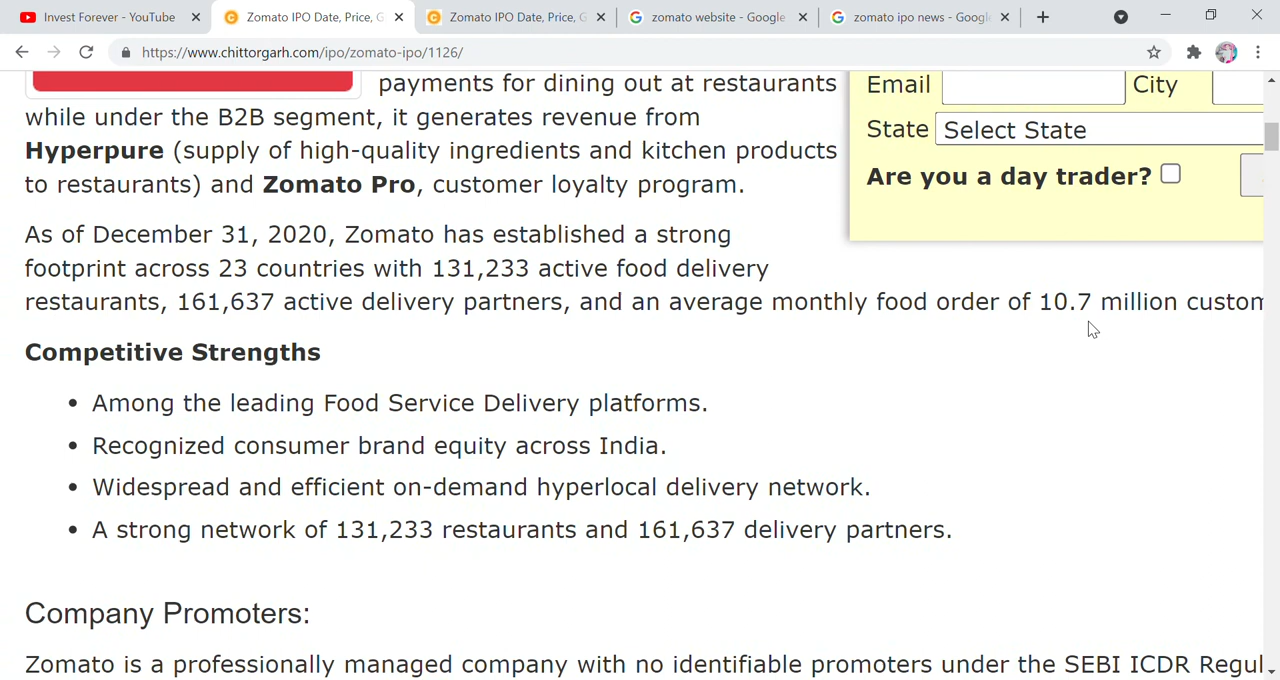 Invest Forever - YouTube
Zomato IPO Date, Price, G
Zomato IPO Date, Price, G
zomato website - Google
zomato ipo news - Google
https://www.chittorgarh.com/ipo/zomato-ipo/1126/
payments for dining out at restaurants
while under the B2B segment, it generates revenue from
Hyperpure (supply of high-quality ingredients and kitchen products
to restaurants) and Zomato Pro, customer loyalty program.
As of December 31, 2020, Zomato has established a strong
footprint across 23 countries with 131,233 active food delivery
restaurants, 161,637 active delivery partners, and an average monthly food order of 10.7 million custom
Email
City
State Select State
Are you a day trader?
Competitive Strengths
• Among the leading Food Service Delivery platforms.
• Recognized consumer brand equity across India.
• Widespread and efficient on-demand hyperlocal delivery network.
• A strong network of 131,233 restaurants and 161,637 delivery partners.
Company Promoters:
Zomato is a professionally managed company with no identifiable promoters under the SEBI ICDR Regul